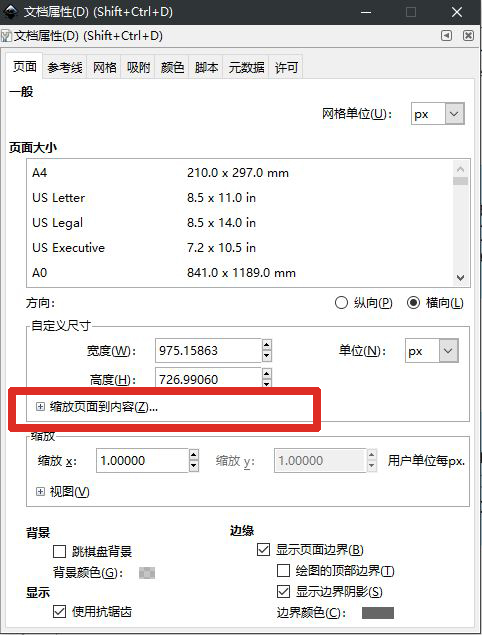 文档属性(D) (Shift+Ctrl+D)
文档属性(D) (Shift+Ctrl+D)
页面 参考线 网格 吸附 颜色 脚本 元数据 许可
一般
网格单位(U): px
页面大小
A4 210.0 x 297.0 mm
US Letter 8.5 x 11.0 in
US Legal 8.5 x 14.0 in
US Executive 7.2 x 10.5 in
A0 841.0 x 1189.0 mm
方向: 纵向(P) 横向(L)
自定义尺寸
宽度(W): 975.15863 单位(N): px
高度(H): 726.99060
缩放页面到内容(Z)...
缩放
缩放 x: 1.00000 缩放 y: 1.00000 用户单位每px.
视图(V)
背景 边缘
跳棋盘背景 显示页面边界(B)
背景颜色(G): 绘图的顶部边界(T)
显示 显示边界阴影(S)
使用抗锯齿 边界颜色(C):